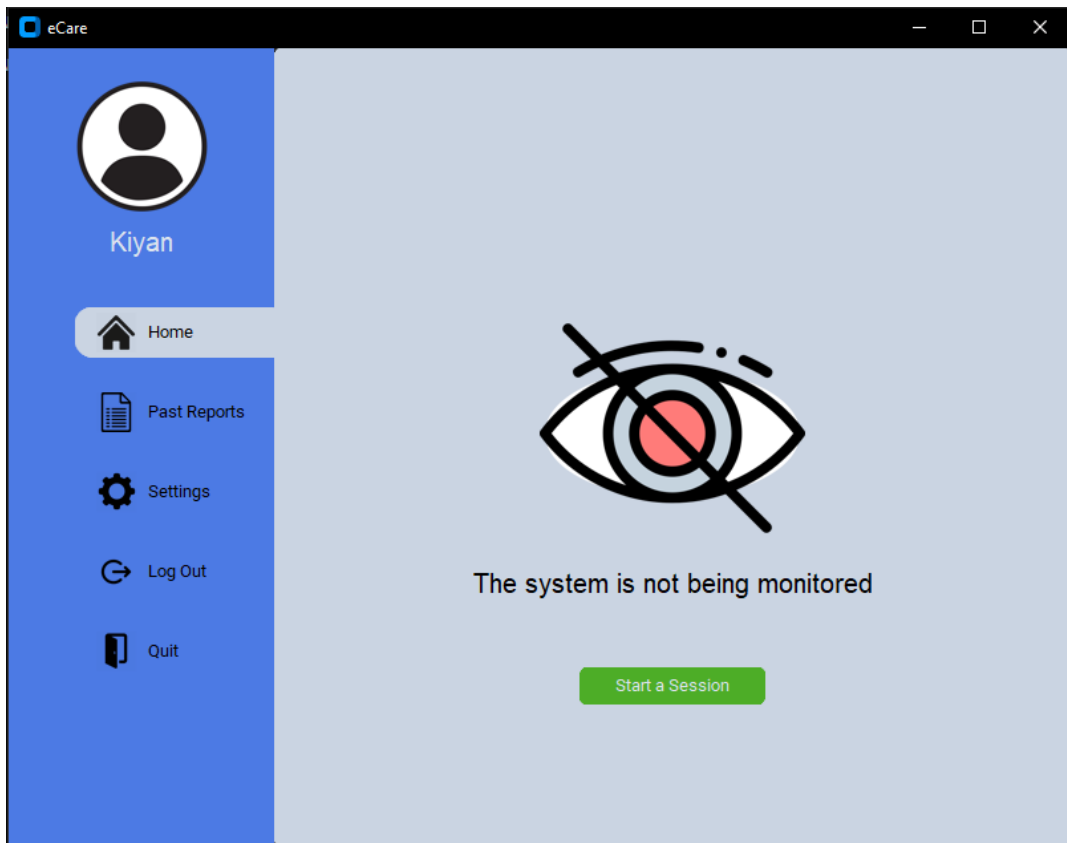 eCare
Kiyan
Home
Past Reports
Settings
Log Out
Quit
The system is not being monitored
Start a Session